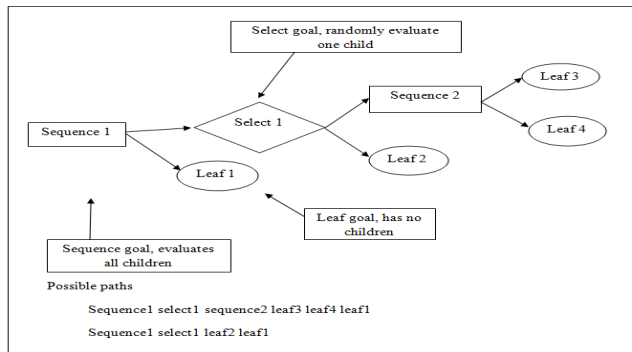 Select goal, randomly evaluate
one child
Leaf 3
Sequence 2
Select 1
Sequence 1
Leaf 4
Leaf 2
Leaf 1
Leaf goal, has no
children
Sequence goal, evaluates
all children
Possible paths
Sequence1 select1 sequence2 leaf3 leaf4 leaf1
Sequence1 select1 leaf2 leaf1